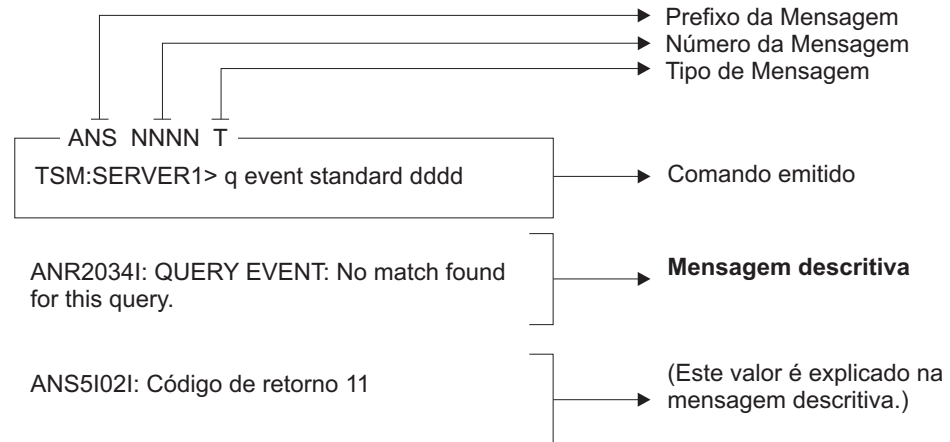 Prefixo da Mensagem
Número da Mensagem
Tipo de Mensagem
ANS NNNN T
TSM:SERVER1> q event standard dddd
Comando emitido
ANR2034I: QUERY EVENT: No match found
for this query.
Mensagem descritiva
ANS5I02I: Código de retorno 11
(Este valor é explicado na
mensagem descritiva.)